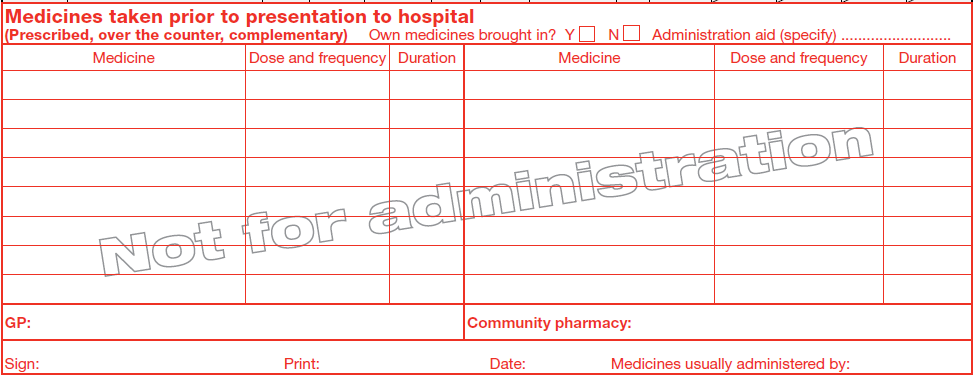 Medicines taken prior to presentation to hospital
(Prescribed, over the counter, complementary) Own medicines brought in? Y N Administration aid (specify) ..........................
Medicine Dose and frequency Duration Medicine Dose and frequency Duration
Not for administration
GP: Community pharmacy:
Sign: Print: Date: Medicines usually administered by: